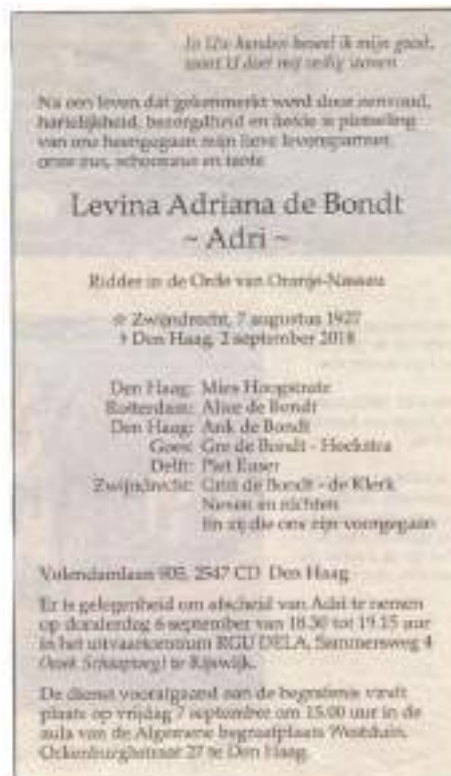 In Uw handen beveel ik mijn geest,
want U doet mij veilig wonen
Na een leven dat gekenmerkt werd door eenvoud,
hartelijkheid, bezorgdheid en liefde is plotseling
van ons heengegaan mijn lieve levenspartner,
onze zus, schoonzus en tante
Levina Adriana de Bondt
~ Adri ~
Ridder in de Orde van Oranje-Nassau
☆ Zwijndrecht, 7 augustus 1927
† Den Haag, 2 september 2018
Den Haag: Mies Hoogstrate
Rotterdam: Alice de Bondt
Den Haag: Ank de Bondt
Goes: Gre de Bondt - Hoekstra
Delft: Piet Euser
Zwijndrecht: de Bondt - de Klerk
Neven en nichten
En zij die ons zijn voorgegaan
Volendamlaan 905, 2547 CD Den Haag
Er is gelegenheid om afscheid van Adri te nemen
op donderdag 6 september van 18.30 tot 19.15 uur
in het uitvaartcentrum RGU DELA, Sammersweg 4
(hoek Schaapweg) te Rijswijk.
De dienst voorafgaand aan de begrafenis vindt
plaats op vrijdag 7 september om 15.00 uur in de
aula van de Algemene begraafplaats Westduin,
Ockenburghstraat 27 te Den Haag.